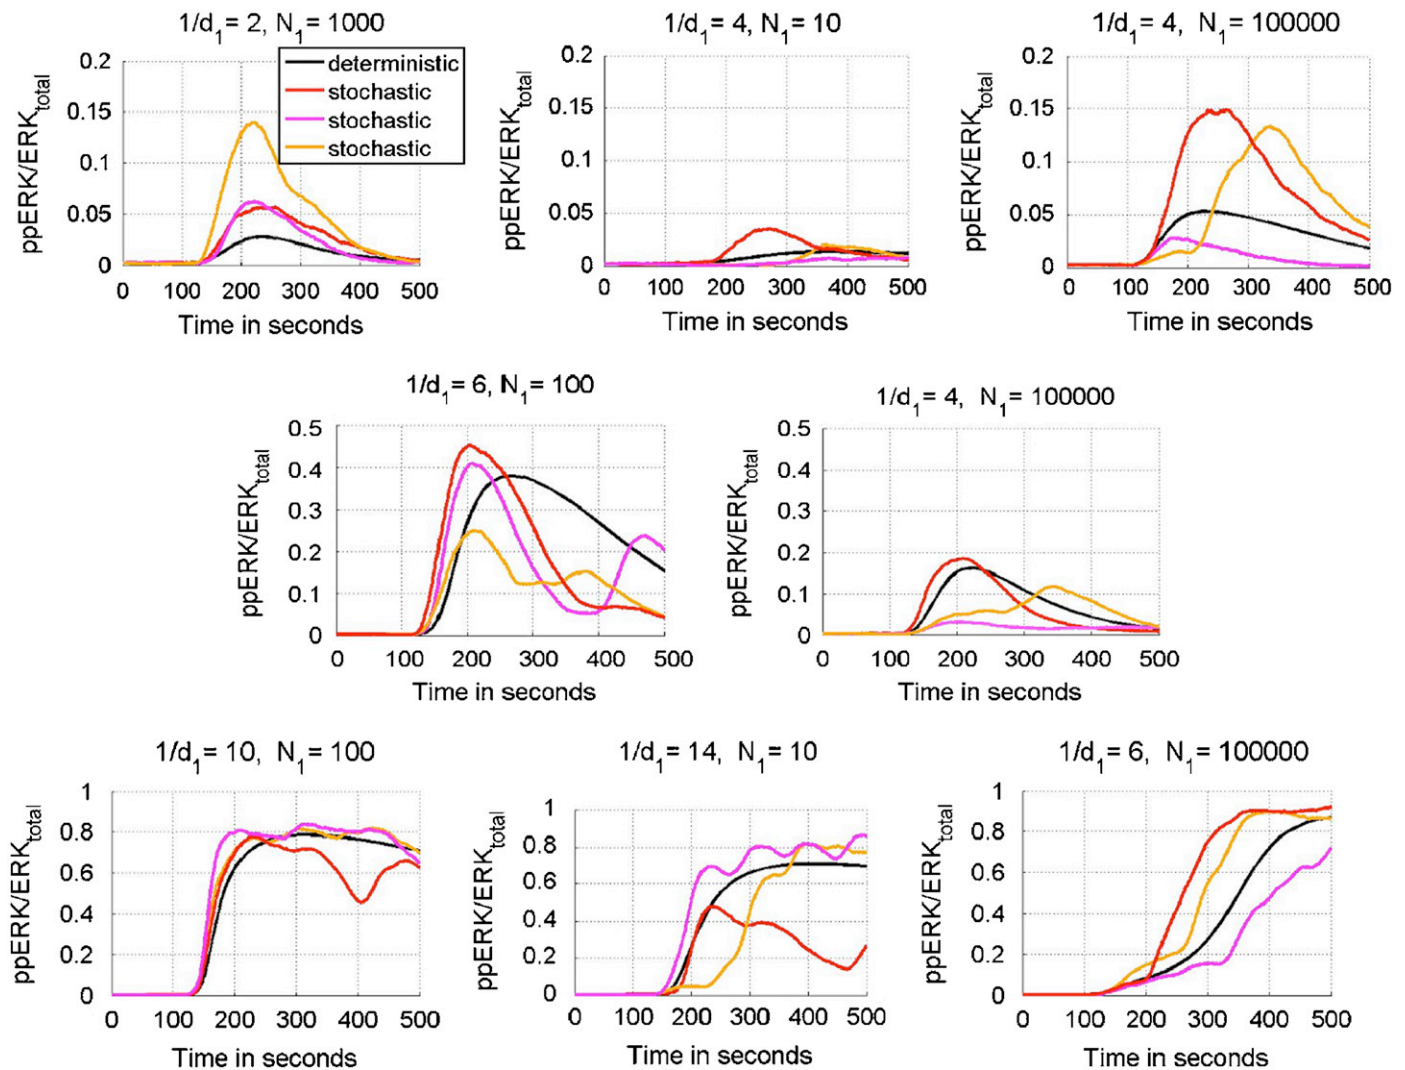 1/d1= 2, N1= 1000
0.2
0.15
0.1
0.05
0
0 100 200 300 400 500
ppERK/ERKtotal
Time in seconds
deterministic
stochastic
stochastic
stochastic
1/d1= 4, N1= 10
0.2
0.15
0.1
0.05
0
0 100 200 300 400 500
ppERK/ERKtotal
Time in seconds
1/d1= 4, N1= 100000
0.2
0.15
0.1
0.05
0
0 100 200 300 400 500
ppERK/ERKtotal
Time in seconds
1/d1= 6, N1= 100
0.5
0.4
0.3
0.2
0.1
0
0 100 200 300 400 500
ppERK/ERKtotal
Time in seconds
1/d1= 4, N1= 100000
0.5
0.4
0.3
0.2
0.1
0
0 100 200 300 400 500
ppERK/ERKtotal
Time in seconds
1/d1= 10, N1= 100
1
0.8
0.6
0.4
0.2
0
0 100 200 300 400 500
ppERK/ERKtotal
Time in seconds
1/d1= 14, N1= 10
1
0.8
0.6
0.4
0.2
0
0 100 200 300 400 500
ppERK/ERKtotal
Time in seconds
1/d1= 6, N1= 100000
1
0.8
0.6
0.4
0.2
0
0 100 200 300 400 500
ppERK/ERKtotal
Time in seconds